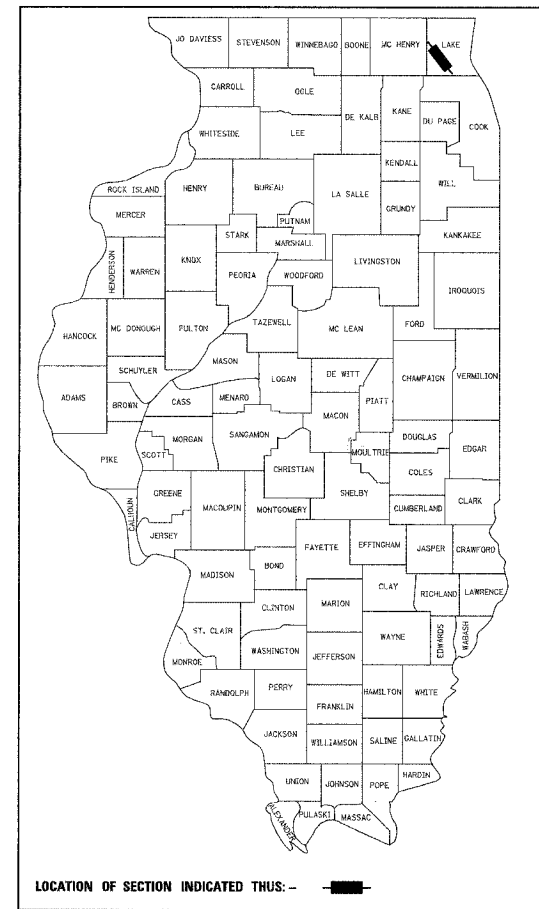 JO DAVIESS STEVENSON WINNEBAGO BOONE MC HENRY LAKE
CARROLL OGLE
DE KALB KANE DU PAGE COOK
WHITESIDE LEE
KENDALL WILL
ROCK ISLAND HENRY BUREAU LA SALLE GRUNDY
MERCER PUTNAM
STARK MARSHALL KANKAKEE
HENDERSON WARREN KNOX PEORIA WOODFORD LIVINGSTON IROQUOIS
HANCOCK MC DONOUGH FULTON TAZEWELL MC LEAN FORD
MASON
SCHUYLER LOGAN DE WITT CHAMPAIGN VERMILION
ADAMS BROWN CASS MENARD MACON PIATT
MORGAN SANGAMON DOUGLAS EDGAR
PIKE SCOTT CHRISTIAN MOULTRIE COLES
CALHOUN GREENE MACOUPIN MONTGOMERY SHELBY CUMBERLAND CLARK
JERSEY FAYETTE EFFINGHAM JASPER CRAWFORD
MADISON BOND CLAY RICHLAND LAWRENCE
CLINTON MARION
ST. CLAIR WAYNE EDWARDS WABASH
WASHINGTON JEFFERSON
MONROE
RANDOLPH PERRY HAMILTON WHITE
FRANKLIN
JACKSON WILLIAMSON SALINE GALLATIN
UNION JOHNSON POPE HARDIN
ALEXANDER PULASKI MASSAC
LOCATION OF SECTION INDICATED THUS: -